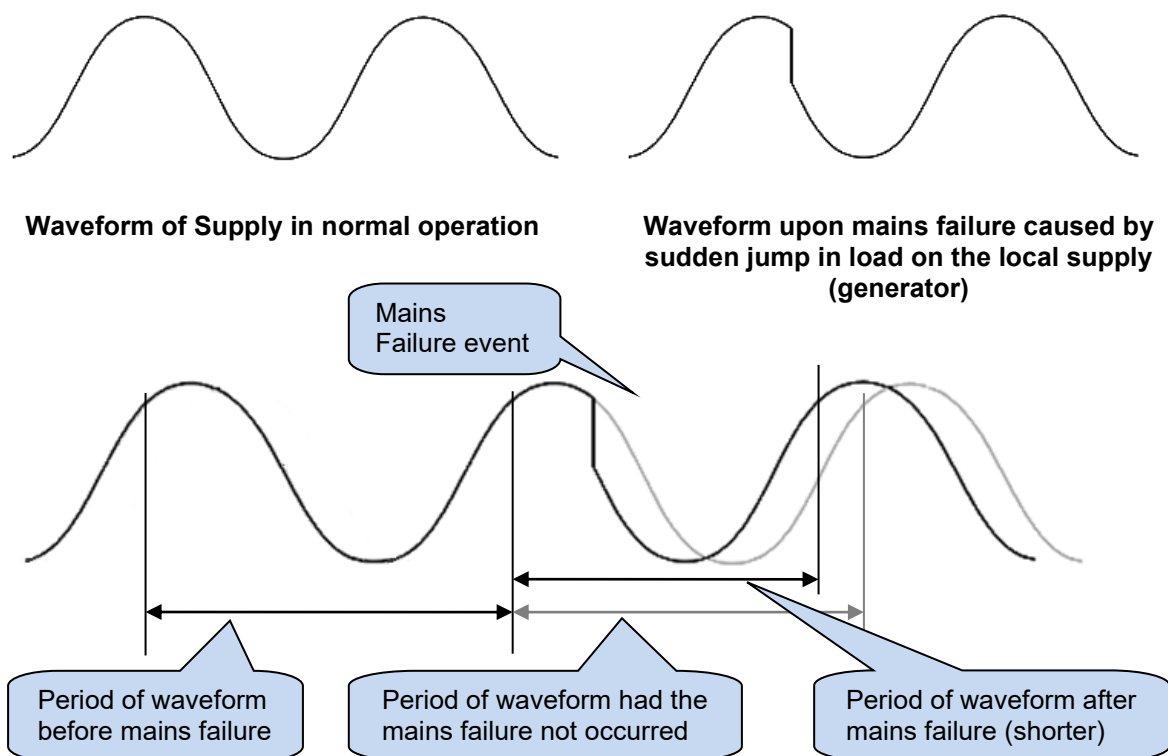 Waveform of Supply in normal operation
Waveform upon mains failure caused by
sudden jump in load on the local supply
(generator)
Mains
Failure event
Period of waveform
before mains failure
Period of waveform had the
mains failure not occurred
Period of waveform after
mains failure (shorter)